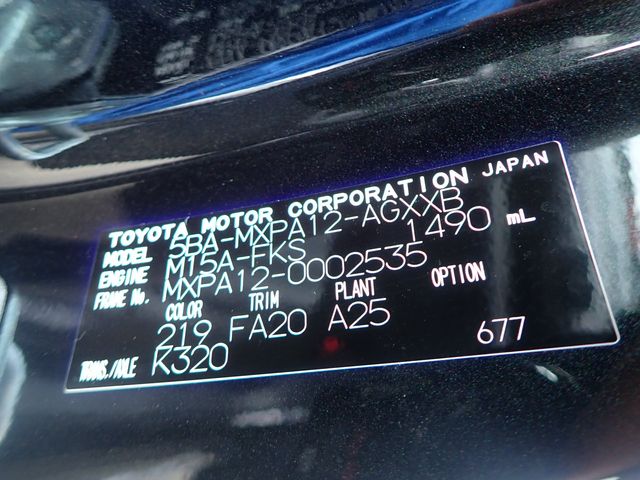 TOYOTA MOTOR CORPORATION JAPAN
MODEL 5BA-MXPA12-AGXXB
ENGINE M15A-FKS 1490 mL
FRAME No. MXPA12-0002535
COLOR TRIM PLANT OPTION
219 FA20 A25
TRANS./AXLE K320 677